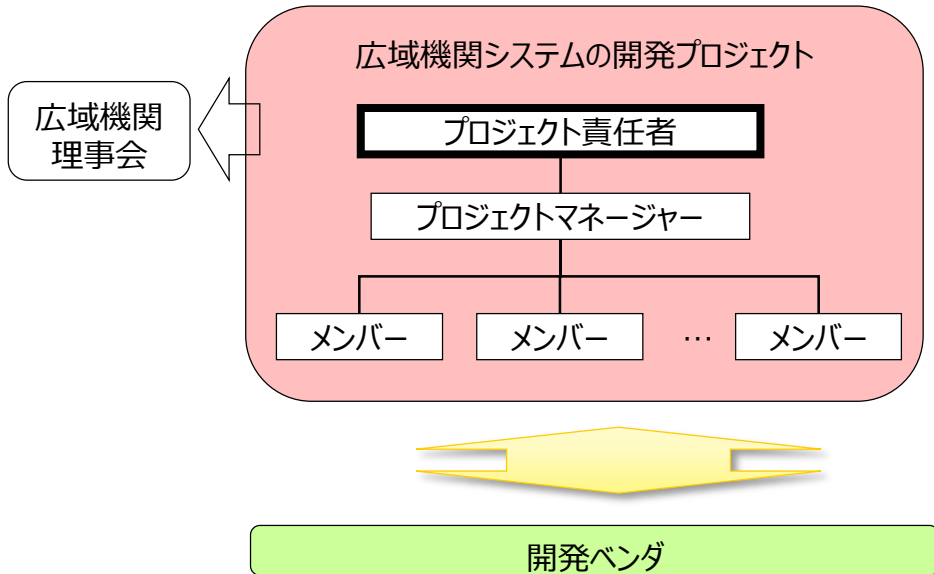 広域機関システムの開発プロジェクト
広域機関
理事会
プロジェクト責任者
プロジェクトマネージャー
メンバー
メンバー
…
メンバー
開発ベンダ